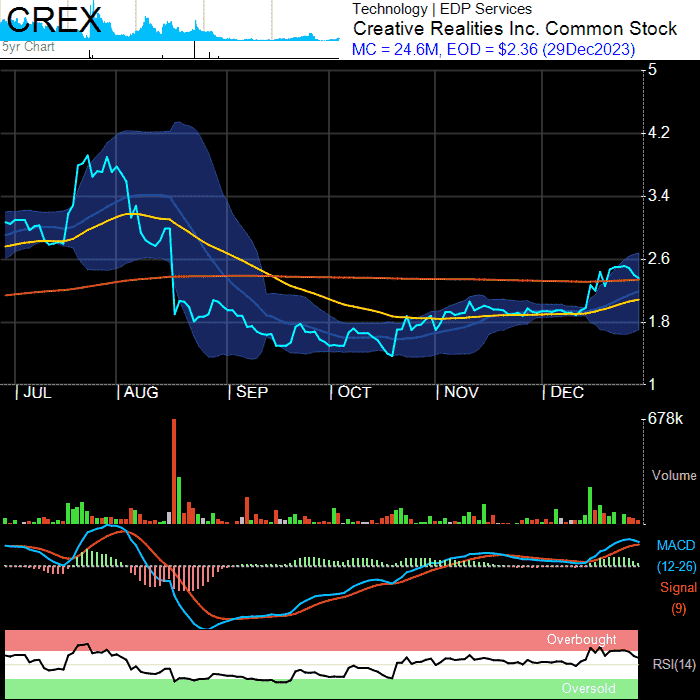 CREX
5yr Chart
Technology | EDP Services
Creative Realities Inc. Common Stock
MC = 24.6M, EOD = $2.36 (29Dec2023)
5
4.2
3.4
2.6
1.8
1
JUL AUG SEP OCT NOV DEC
678k
Volume
MACD
(12-26)
Signal
(9)
Overbought
RSI(14)
Oversold